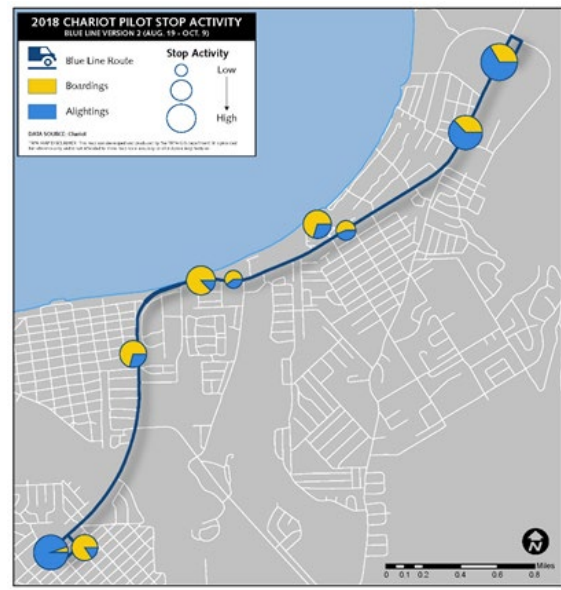 2018 CHARIOT PILOT STOP ACTIVITY
BLUE LINE VERSION 2 (AUG. 19 - OCT. 9)
Blue Line Route
Boardings
Alightings
Stop Activity
Low
High
DATA SOURCE: Chariot
N
Miles
0 0.1 0.2 0.4 0.6 0.8